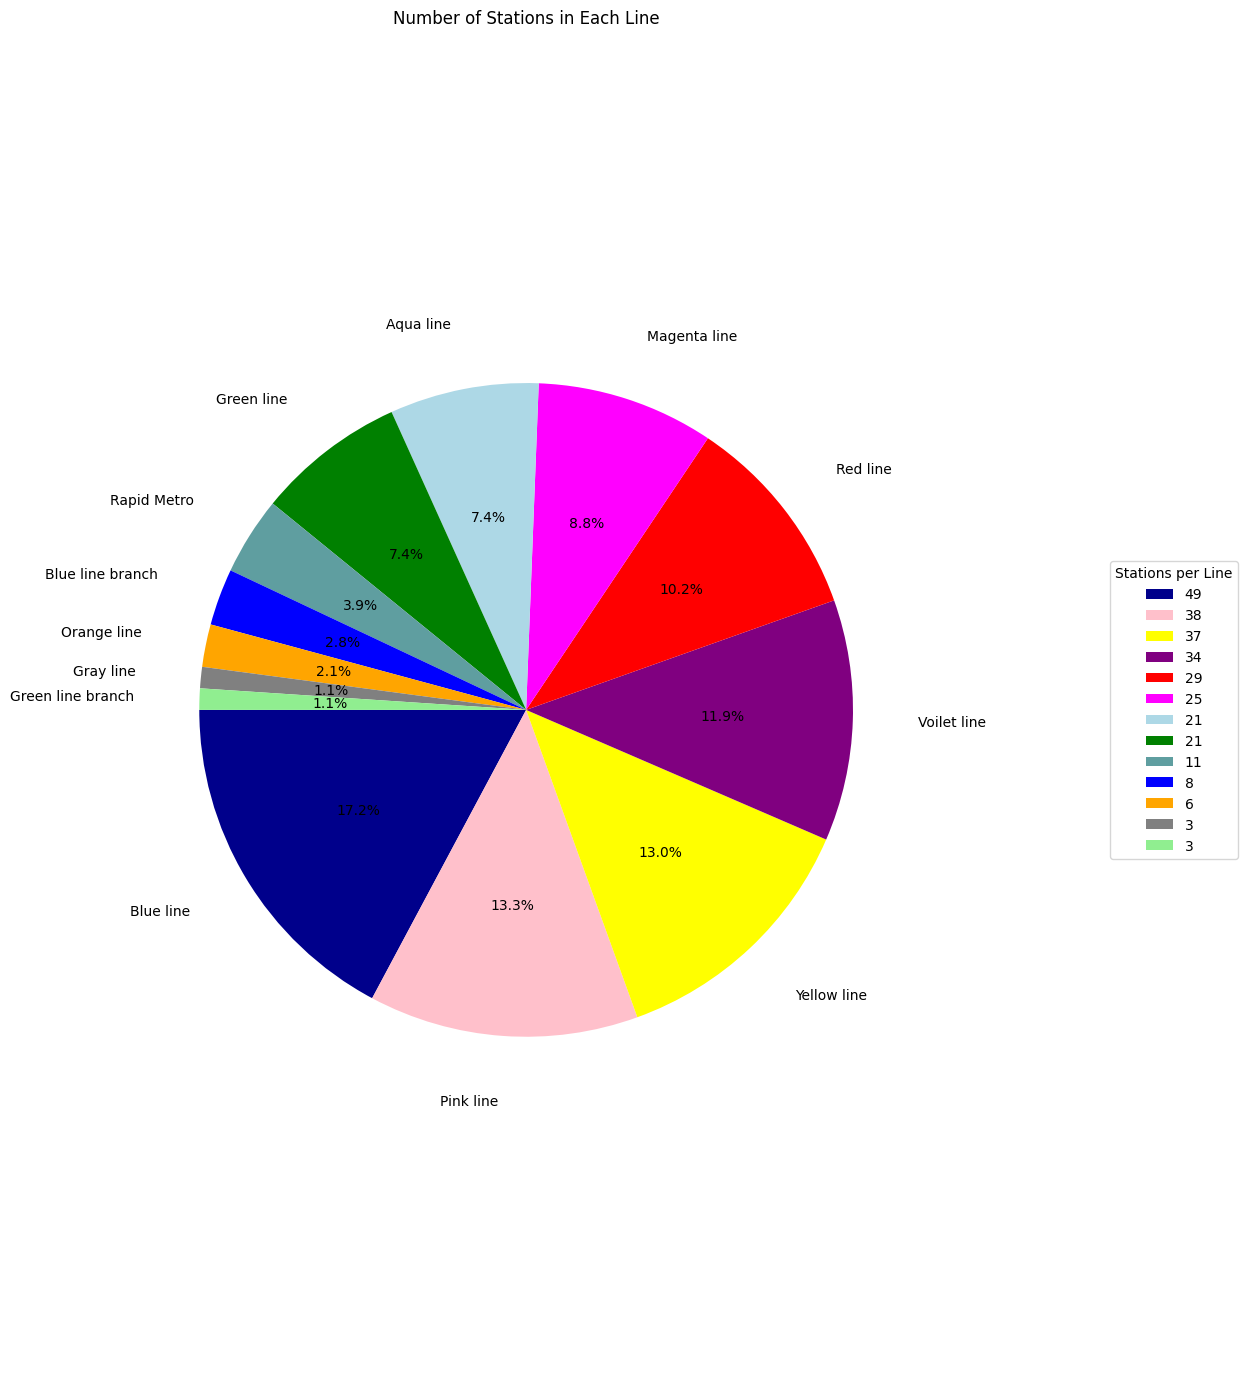 Number of Stations in Each Line
Aqua line
Magenta line
Green line
Red line
Rapid Metro
7.4%
8.8%
7.4%
Blue line branch
10.2%
3.9%
Orange line
2.8%
Gray line
2.1%
Green line branch
1.1%
1.1%
11.9%
Voilet line
17.2%
13.0%
13.3%
Blue line
Yellow line
Pink line
Stations per Line
49
38
37
34
29
25
21
21
11
8
6
3
3